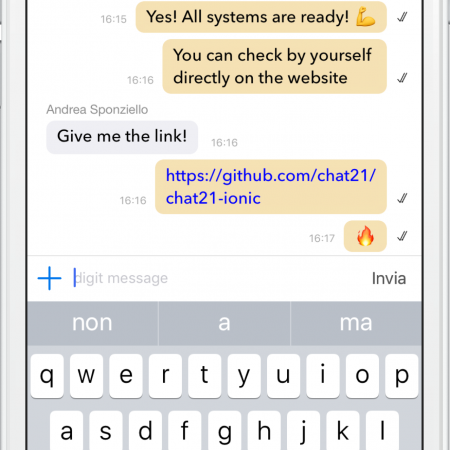 16:15 Yes! All systems are ready! 💪
You can check by yourself
16:16 directly on the website
Andrea Sponziello
Give me the link! 16:16
https://github.com/chat21/
16:16 chat21-ionic
16:17 🔥
digit message Invia
non a ma
q w e r t y u i o p
a s d f g h j k l